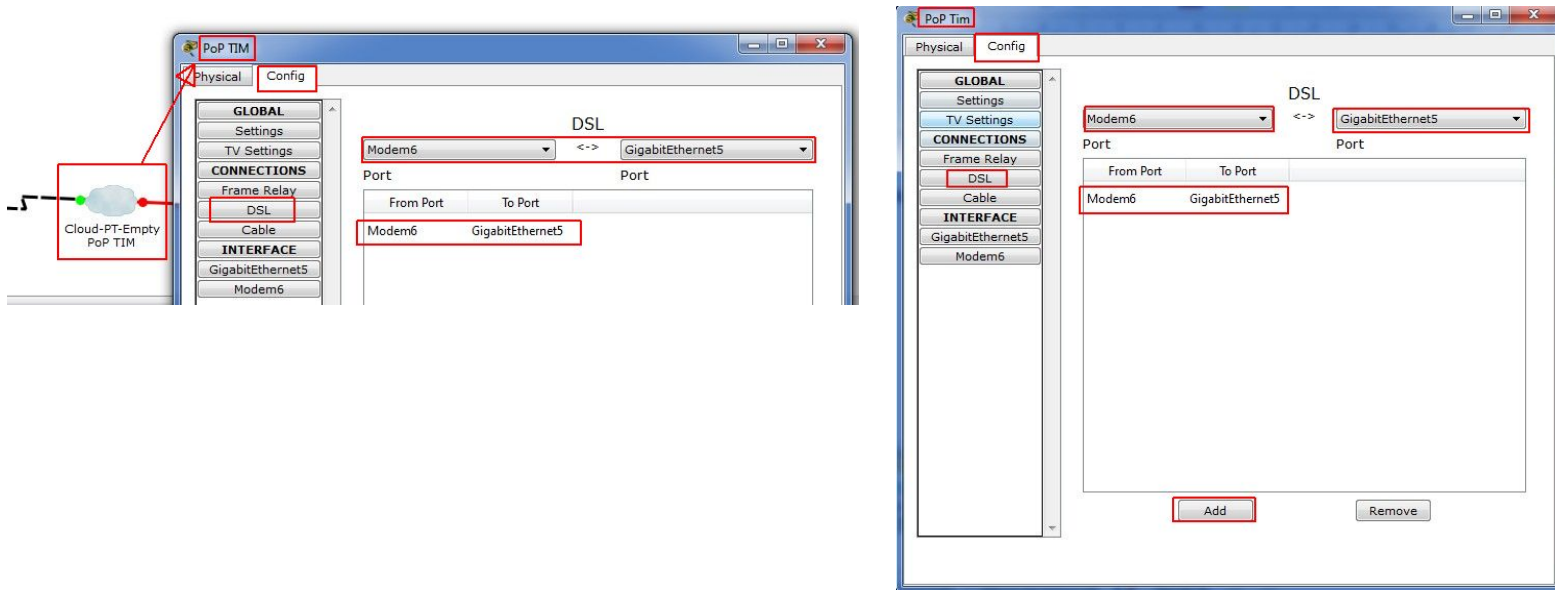 PoP TIM
Physical Config
GLOBAL
Settings
TV Settings
CONNECTIONS
Frame Relay
DSL
Cable
INTERFACE
GigabitEthernet5
Modem6
DSL
Modem6 <-> GigabitEthernet5
Port Port
From Port To Port
Modem6 GigabitEthernet5
Cloud-PT-Empty
PoP TIM
PoP Tim
Physical Config
GLOBAL
Settings
TV Settings
CONNECTIONS
Frame Relay
DSL
Cable
INTERFACE
GigabitEthernet5
Modem6
DSL
Modem6 <-> GigabitEthernet5
Port Port
From Port To Port
Modem6 GigabitEthernet5
Add Remove